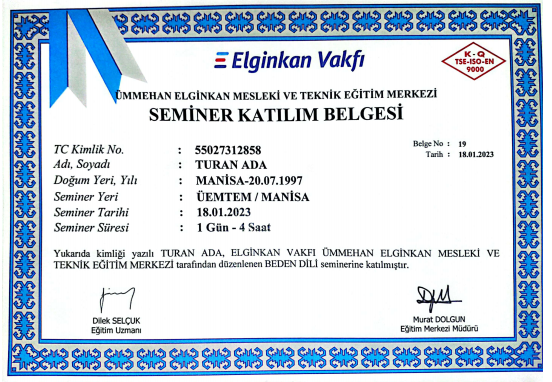 Elginkan Vakfı
K - Q
TSE-ISO-EN
9000
ÜMMEHAN ELGİNKAN MESLEKİ VE TEKNİK EĞİTİM MERKEZİ
SEMİNER KATILIM BELGESİ
Belge No : 19
Tarih : 18.01.2023
TC Kimlik No. : 55027312858
Adı, Soyadı : TURAN ADA
Doğum Yeri, Yılı : MANİSA-20.07.1997
Seminer Yeri : ÜEMTEM / MANİSA
Seminer Tarihi : 18.01.2023
Seminer Süresi : 1 Gün - 4 Saat
Yukarıda kimliği yazılı TURAN ADA, ELGİNKAN VAKFI ÜMMEHAN ELGİNKAN MESLEKİ VE
TEKNİK EĞİTİM MERKEZİ tarafından düzenlenen BEDEN DİLİ seminerine katılmıştır.
Dilek SELÇUK
Eğitim Uzmanı
Murat DOLGUN
Eğitim Merkezi Müdürü